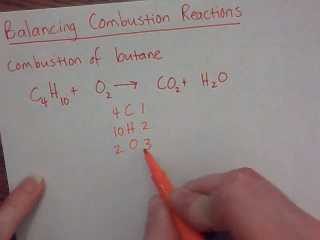 Balancing Combustion Reactions
Combustion of butane
C₄H₁₀ + O₂ → CO₂ + H₂O
4 C 1
10 H 2
2 O 3